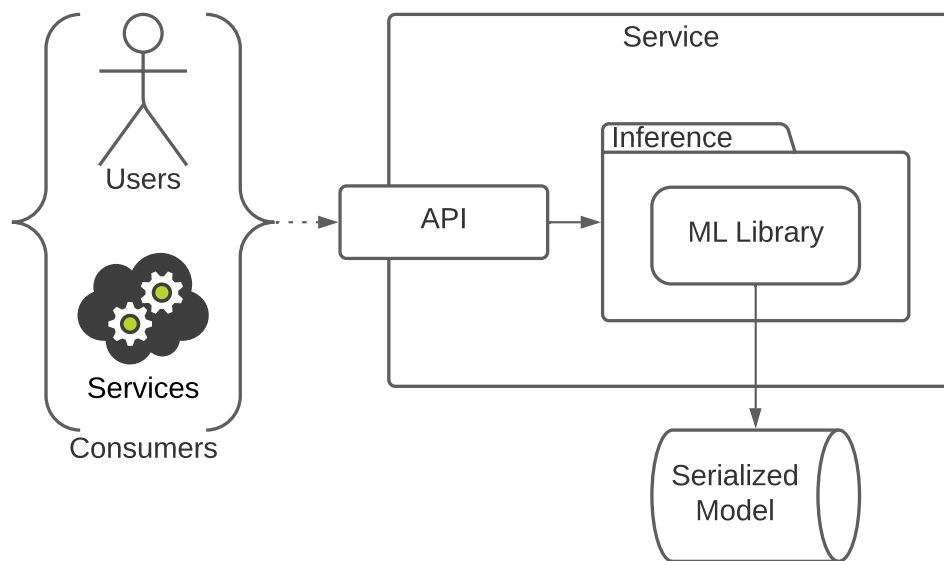 Service
Users
Inference
API
ML Library
Services
Consumers
Serialized
Model